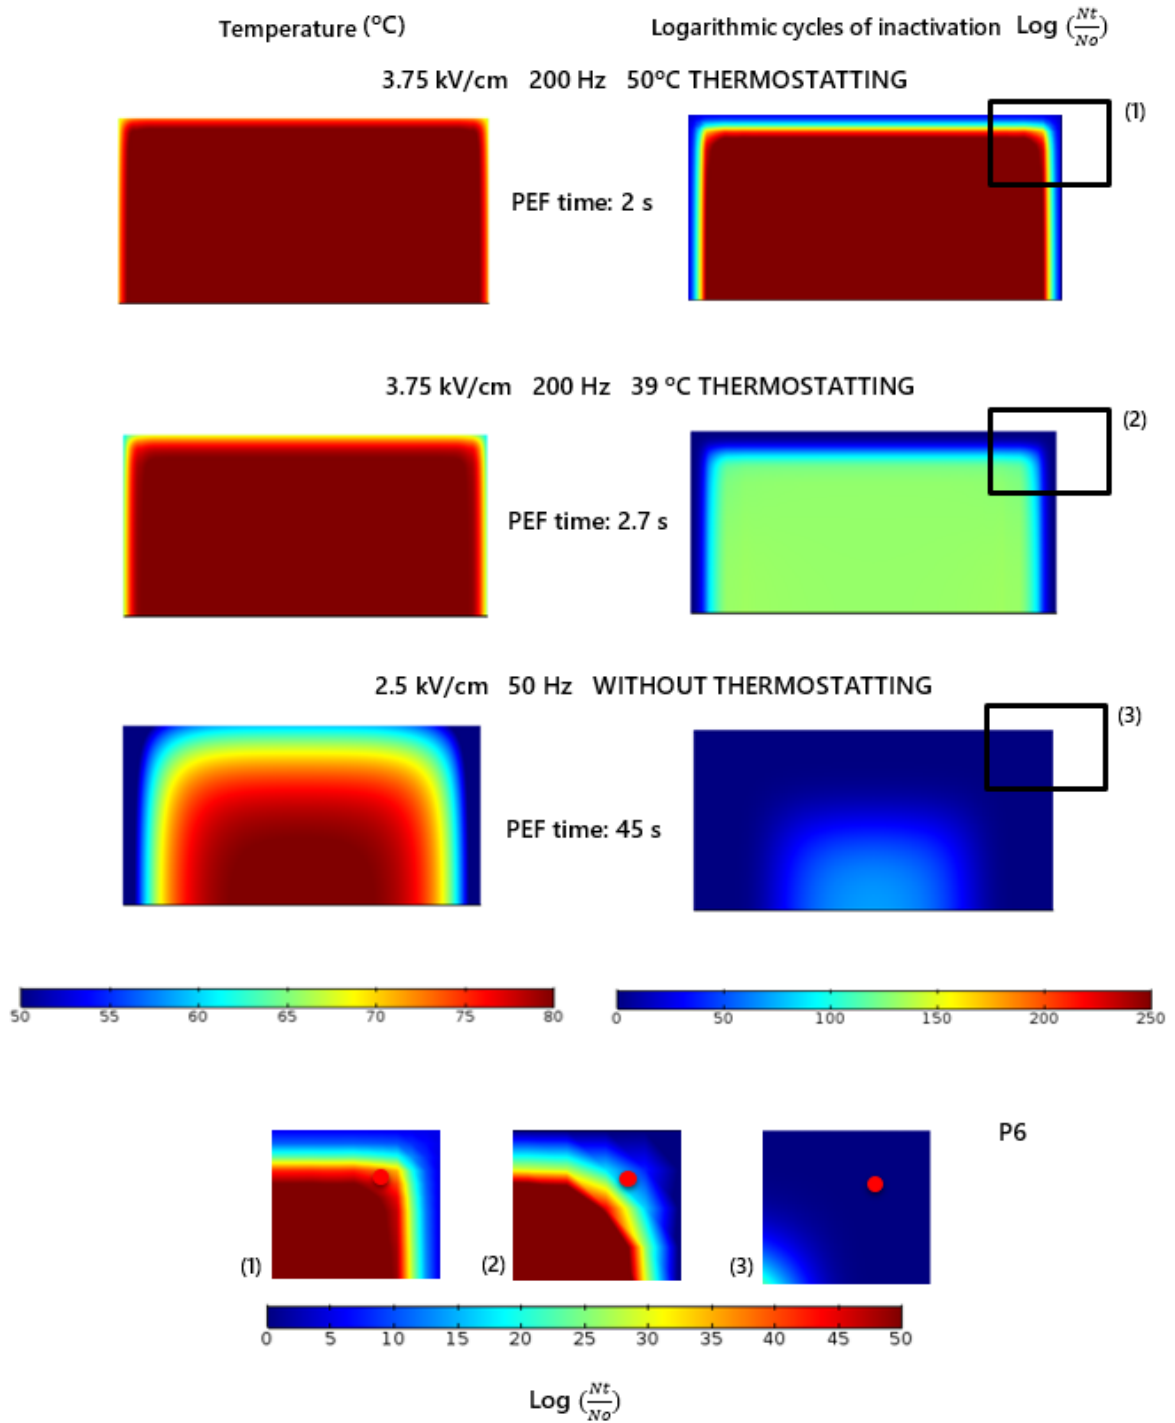 Temperature (°C)
Logarithmic cycles of inactivation Log (Nt/No)
3.75 kV/cm 200 Hz 50°C THERMOSTATTING
(1)
PEF time: 2 s
3.75 kV/cm 200 Hz 39 °C THERMOSTATTING
(2)
PEF time: 2.7 s
2.5 kV/cm 50 Hz WITHOUT THERMOSTATTING
(3)
PEF time: 45 s
50 55 60 65 70 75 80
0 50 100 150 200 250
P6
(1) (2) (3)
0 5 10 15 20 25 30 35 40 45 50
Log (Nt/No)